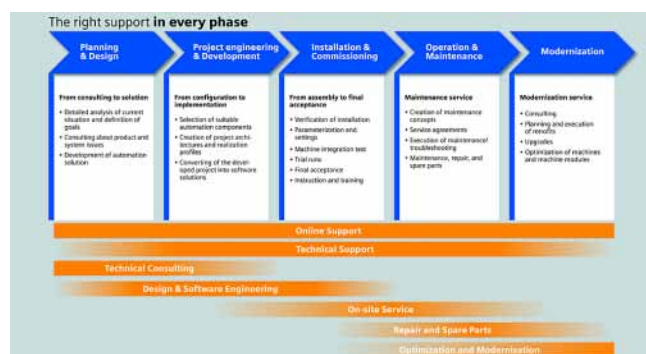 The right support in every phase
Planning
& Design
Project engineering
& Development
Installation &
Commissioning
Operation &
Maintenance
Modernization
From consulting to solution
• Detailed analysis of current
situation and definition of
goals
• Consulting about product and
system issues
• Development of automation
solution
From configuration to
implementation
• Selection of suitable
automation components
• Creation of project archi-
tectures and realization
profiles
• Converting of the devel-
oped project into software
solutions
From assembly to final
acceptance
• Verification of installation
• Parameterization and
settings
• Machine integration test
• Trial runs
• Final acceptance
• Instruction and training
Maintenance service
• Creation of maintenance
concepts
• Service agreements
• Execution of maintenance/
troubleshooting
• Maintenance, repair, and
spare parts
Modernization service
• Consulting
• Planning and execution
of retrofits
• Upgrades
• Optimization of machines
and machine modules
Online Support
Technical Support
Technical Consulting
Design & Software Engineering
On-site Service
Repair and Spare Parts
Optimization and Modernization